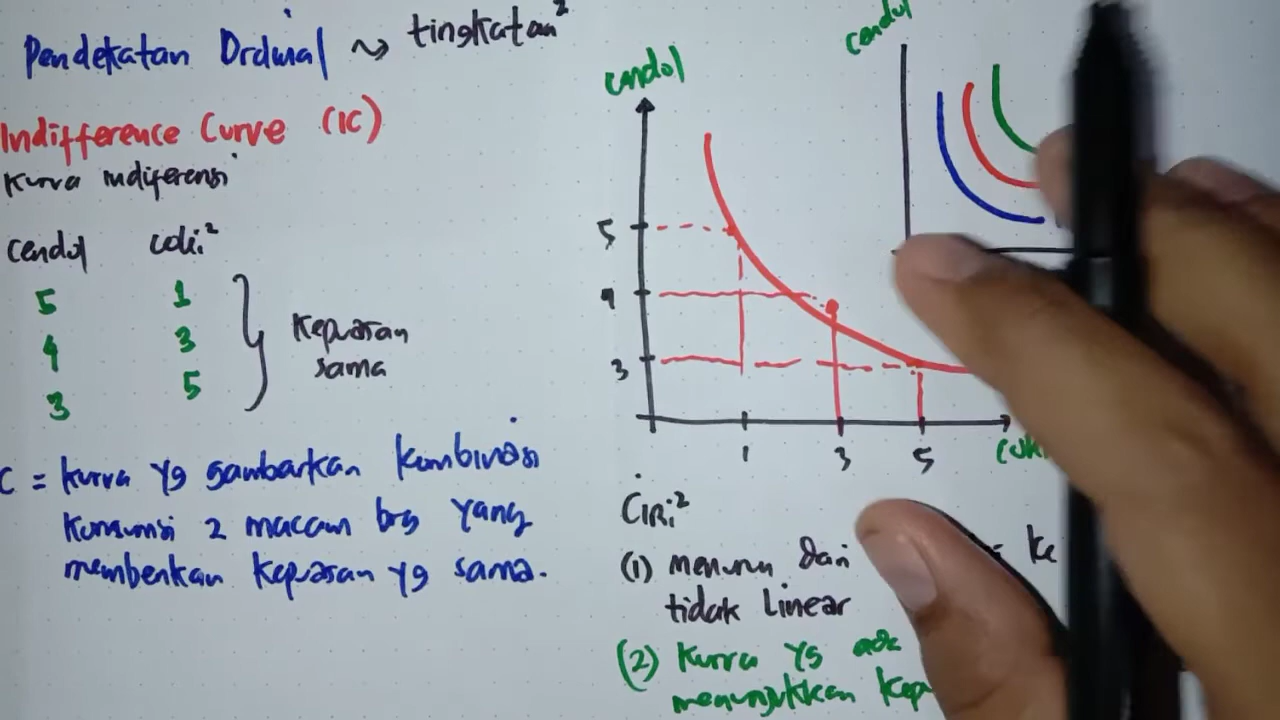 Pendekatan Ordinal ~> tingkatan²
Indifference Curve (IC)
Kurva indiferensi
Cendol
5
4
3
1
3
5
Kepuasan
sama
C = Kurva yg gambarkan Kombinasi
Konsumsi 2 macam brg yang
memberikan Kepuasan yg sama.
cendol
5
4
3
1 3 5
cendol
Ciri²
(1) menurun dari ke
tidak Linear
(2) Kurva yg
menunjukkan